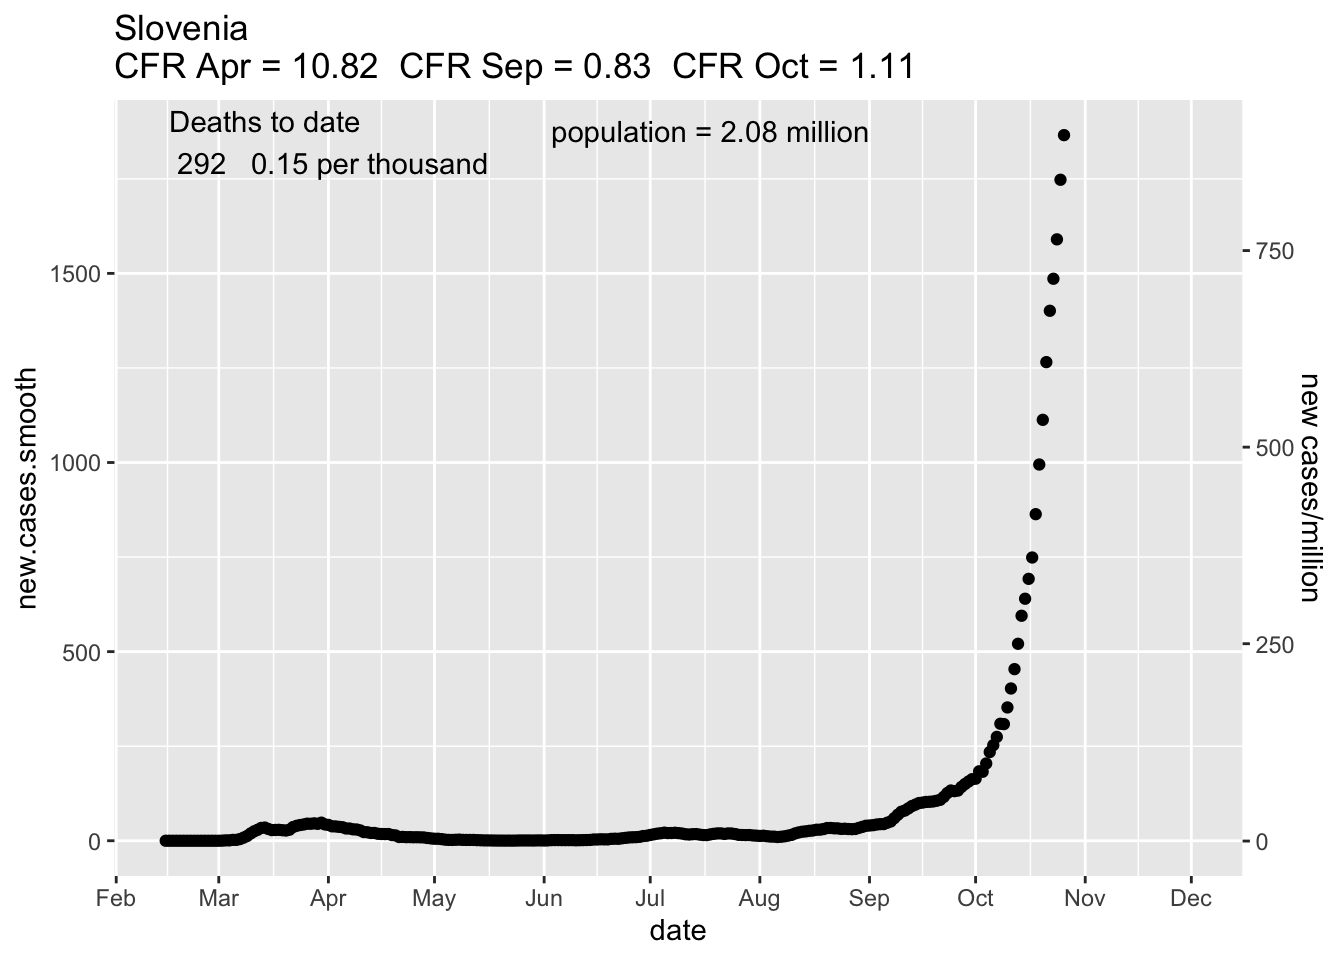 Slovenia
CFR Apr = 10.82  CFR Sep = 0.83  CFR Oct = 1.11
Deaths to date
292   0.15 per thousand
population = 2.08 million
new.cases.smooth
1500
1000
500
0
750
500
250
0
new cases/million
Feb Mar Apr May Jun Jul Aug Sep Oct Nov Dec
date